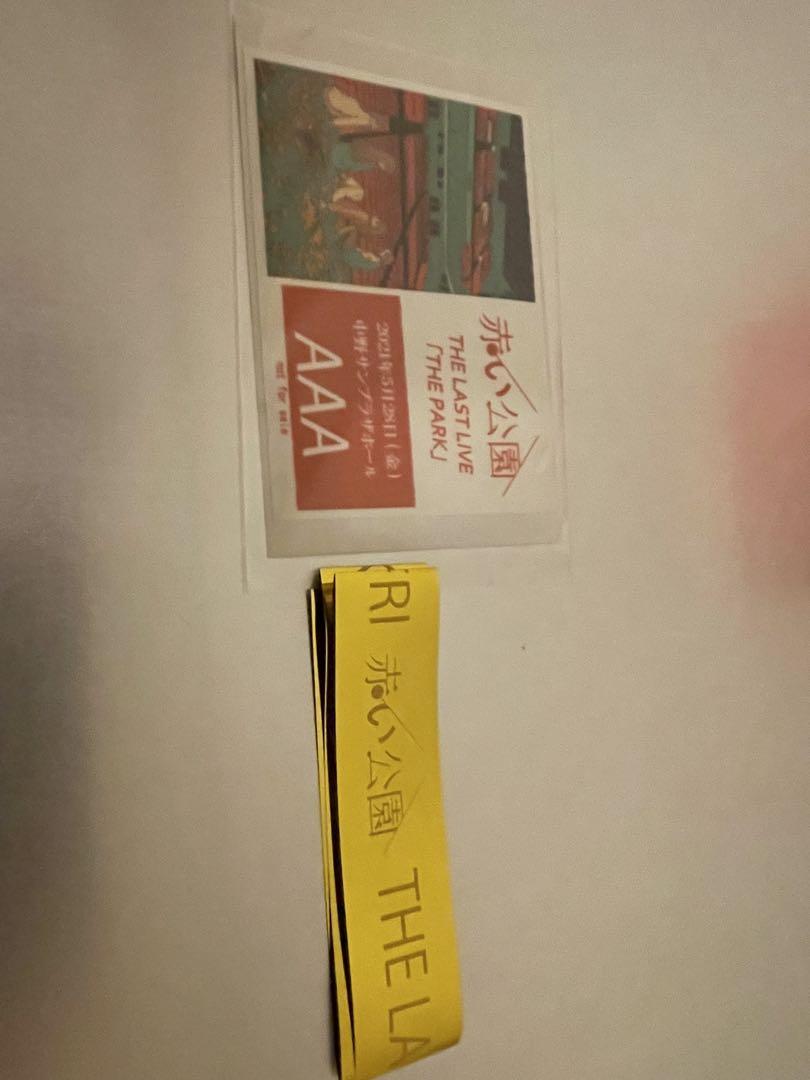 赤い公園
THE LAST LIVE
「THE PARK」
2021年5月28日(金)
中野サンプラザホール
AAA
not for sale
RI 赤い公園 THE LA